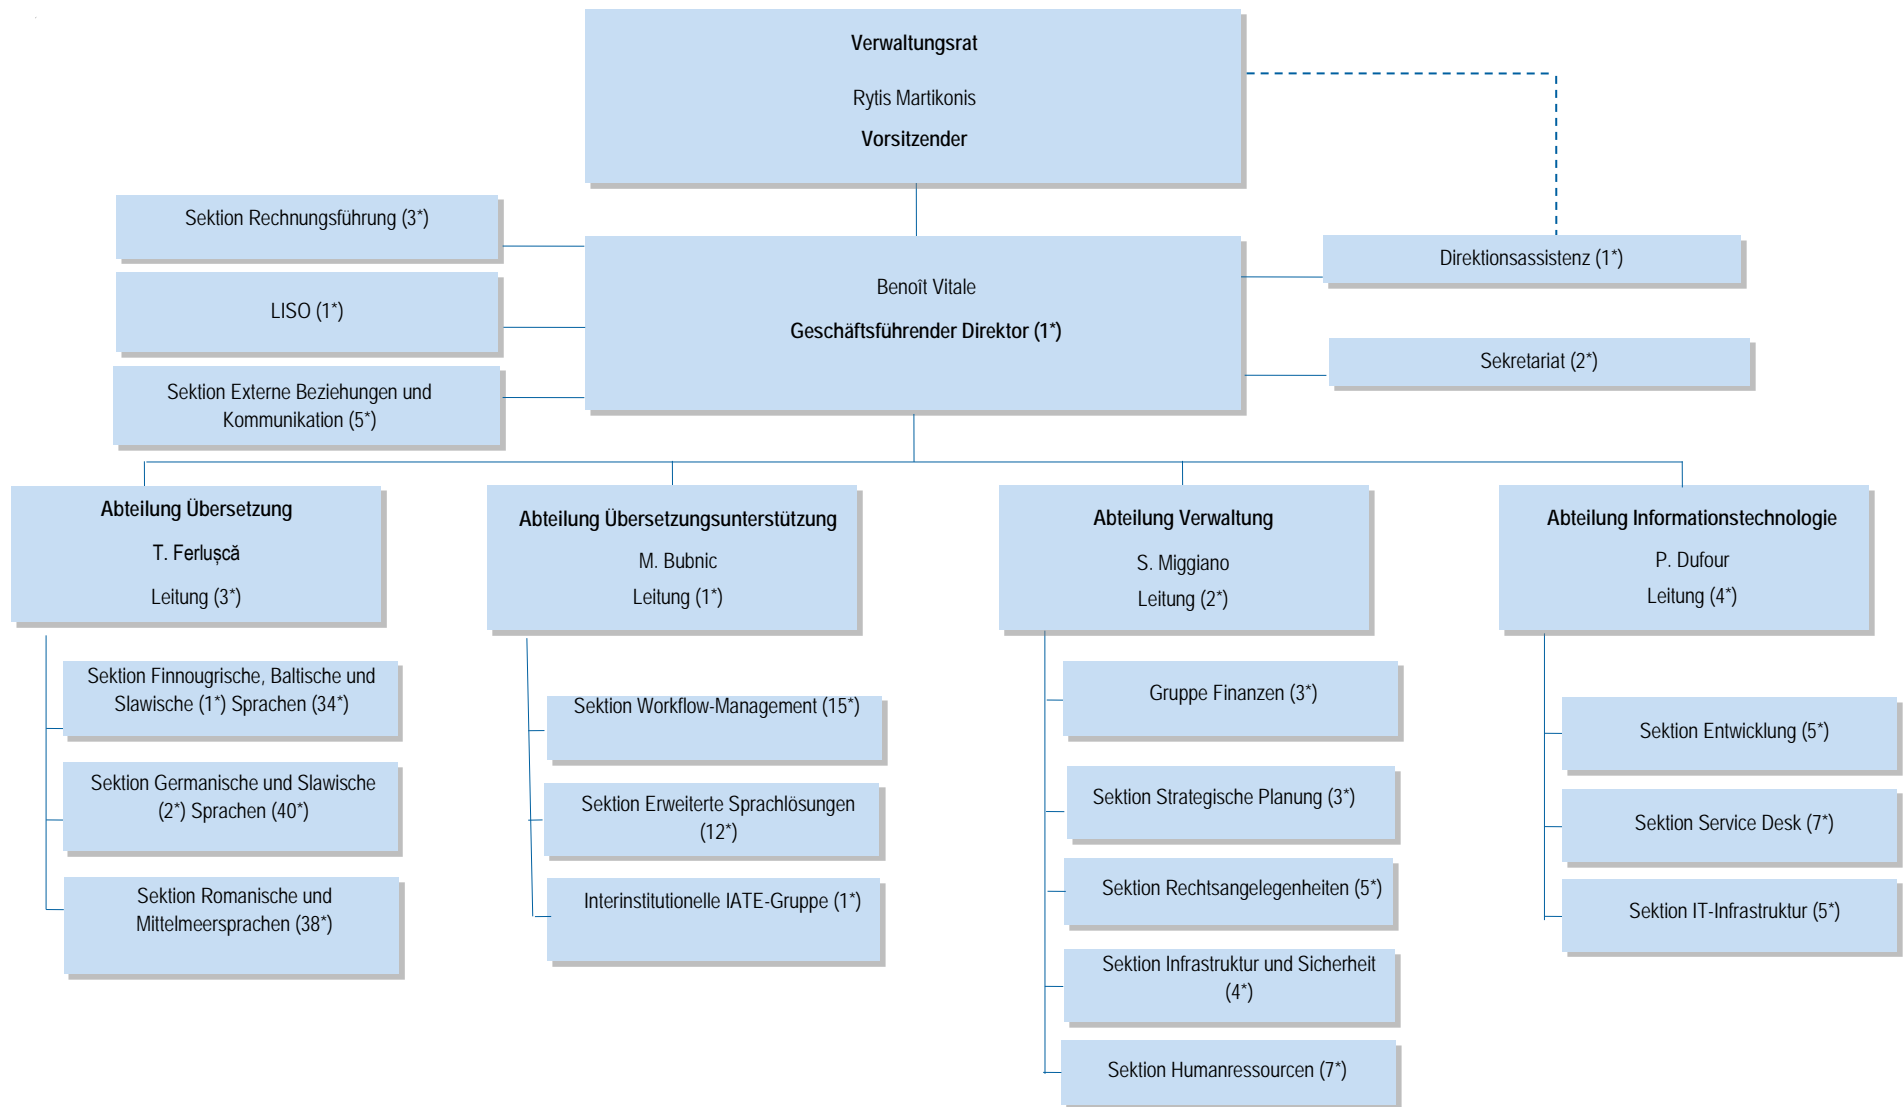 Verwaltungsrat
Rytis Martikonis
Vorsitzender
Sektion Rechnungsführung (3*)
LISO (1*)
Sektion Externe Beziehungen und
Kommunikation (5*)
Benoît Vitale
Geschäftsführender Direktor (1*)
Direktionsassistenz (1*)
Sekretariat (2*)
Abteilung Übersetzung
T. Ferlușcă
Leitung (3*)
Sektion Finnougrische, Baltische und
Slawische (1*) Sprachen (34*)
Sektion Germanische und Slawische
(2*) Sprachen (40*)
Sektion Romanische und
Mittelmeersprachen (38*)
Abteilung Übersetzungsunterstützung
M. Bubnic
Leitung (1*)
Sektion Workflow-Management (15*)
Sektion Erweiterte Sprachlösungen
(12*)
Interinstitutionelle IATE-Gruppe (1*)
Abteilung Verwaltung
S. Miggiano
Leitung (2*)
Gruppe Finanzen (3*)
Sektion Strategische Planung (3*)
Sektion Rechtsangelegenheiten (5*)
Sektion Infrastruktur und Sicherheit
(4*)
Sektion Humanressourcen (7*)
Abteilung Informationstechnologie
P. Dufour
Leitung (4*)
Sektion Entwicklung (5*)
Sektion Service Desk (7*)
Sektion IT-Infrastruktur (5*)